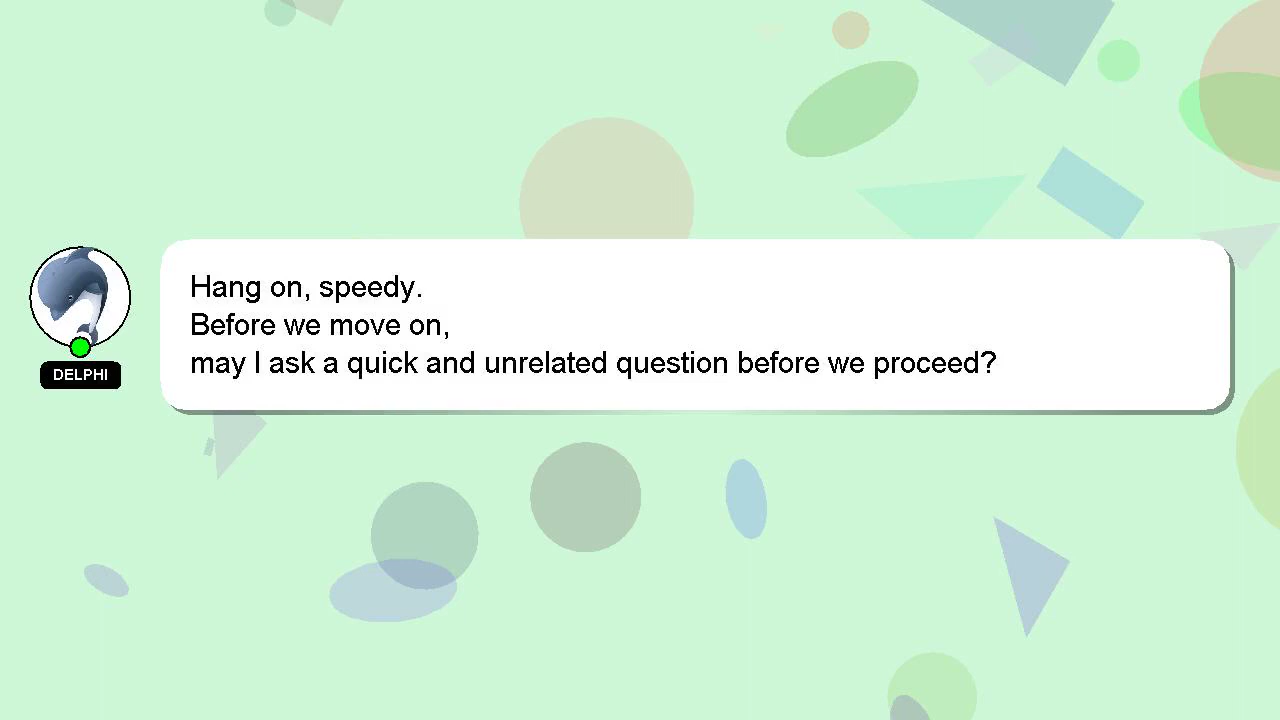 Hang on, speedy.
Before we move on,
may I ask a quick and unrelated question before we proceed?
DELPHI